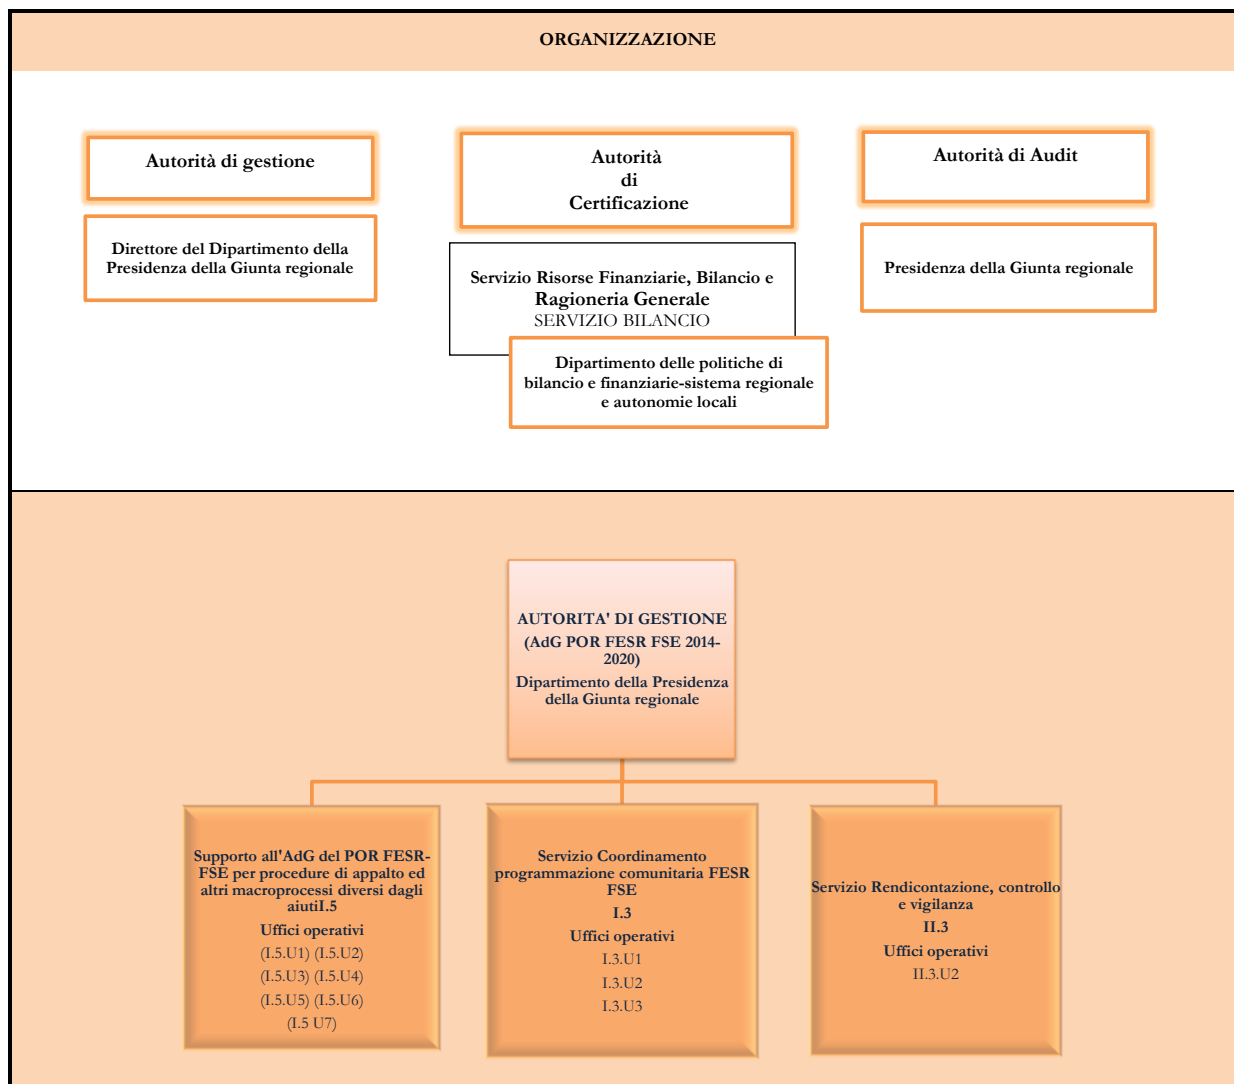 ORGANIZZAZIONE
Autorità di gestione
Direttore del Dipartimento della
Presidenza della Giunta regionale
Autorità
di
Certificazione
Servizio Risorse Finanziarie, Bilancio e
Ragioneria Generale
SERVIZIO BILANCIO
Dipartimento delle politiche di
bilancio e finanziarie-sistema regionale
e autonomie locali
Autorità di Audit
Presidenza della Giunta regionale
AUTORITA' DI GESTIONE
(AdG POR FESR FSE 2014-
2020)
Dipartimento della Presidenza
della Giunta regionale
Supporto all'AdG del POR FESR-
FSE per procedure di appalto ed
altri macroprocessi diversi dagli
aiutiI.5
Uffici operativi
(I.5.U1) (I.5.U2)
(I.5.U3) (I.5.U4)
(I.5.U5) (I.5.U6)
(I.5 U7)
Servizio Coordinamento
programmazione comunitaria FESR
FSE
I.3
Uffici operativi
I.3.U1
I.3.U2
I.3.U3
Servizio Rendicontazione, controllo
e vigilanza
II.3
Uffici operativi
II.3.U2